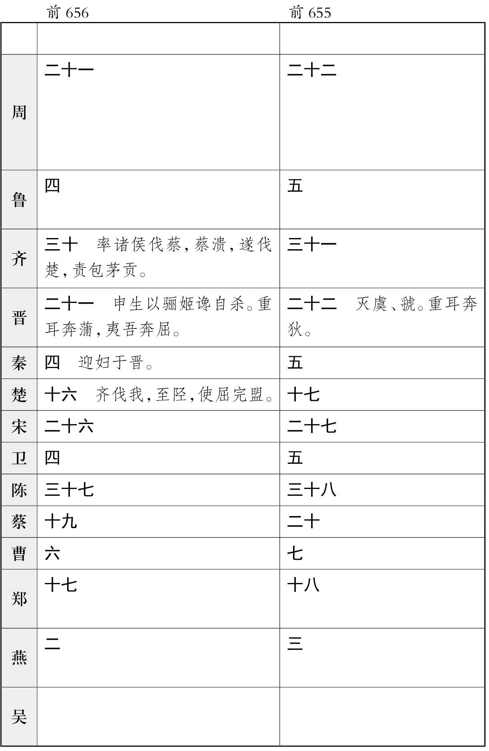 前 656 前 655
周 二十一 二十二
鲁 四 五
齐 三十 率诸侯伐蔡，蔡溃，遂伐 三十一
楚，责包茅贡。
晋 二十一 申生以骊姬谗自杀。重 二十二 灭虞、虢。重耳奔
耳奔蒲，夷吾奔屈。 狄。
秦 四 迎妇于晋。 五
楚 十六 齐伐我，至陉，使屈完盟。 十七
宋 二十六 二十七
卫 四 五
陈 三十七 三十八
蔡 十九 二十
曹 六 七
郑 十七 十八
燕 二 三
吴